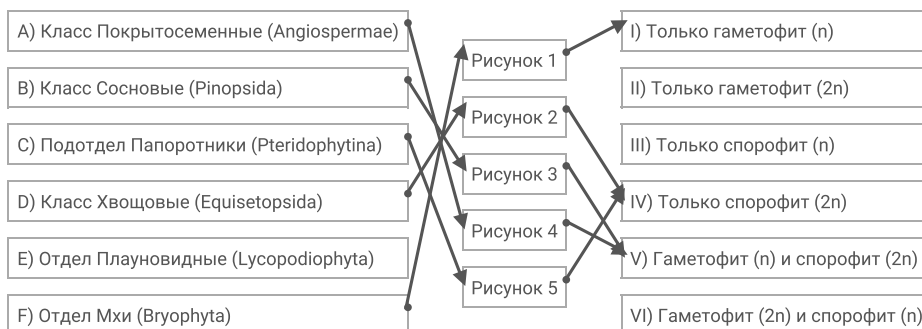 A) Класс Покрытосеменные (Angiospermae)
B) Класс Сосновые (Pinopsida)
C) Подотдел Папоротники (Pteridophytina)
D) Класс Хвощовые (Equisetopsida)
E) Отдел Плауновидные (Lycopodiophyta)
F) Отдел Мхи (Bryophyta)
Рисунок 1
Рисунок 2
Рисунок 3
Рисунок 4
Рисунок 5
I) Только гаметофит (n)
II) Только гаметофит (2n)
III) Только спорофит (n)
IV) Только спорофит (2n)
V) Гаметофит (n) и спорофит (2n)
VI) Гаметофит (2n) и спорофит (n)